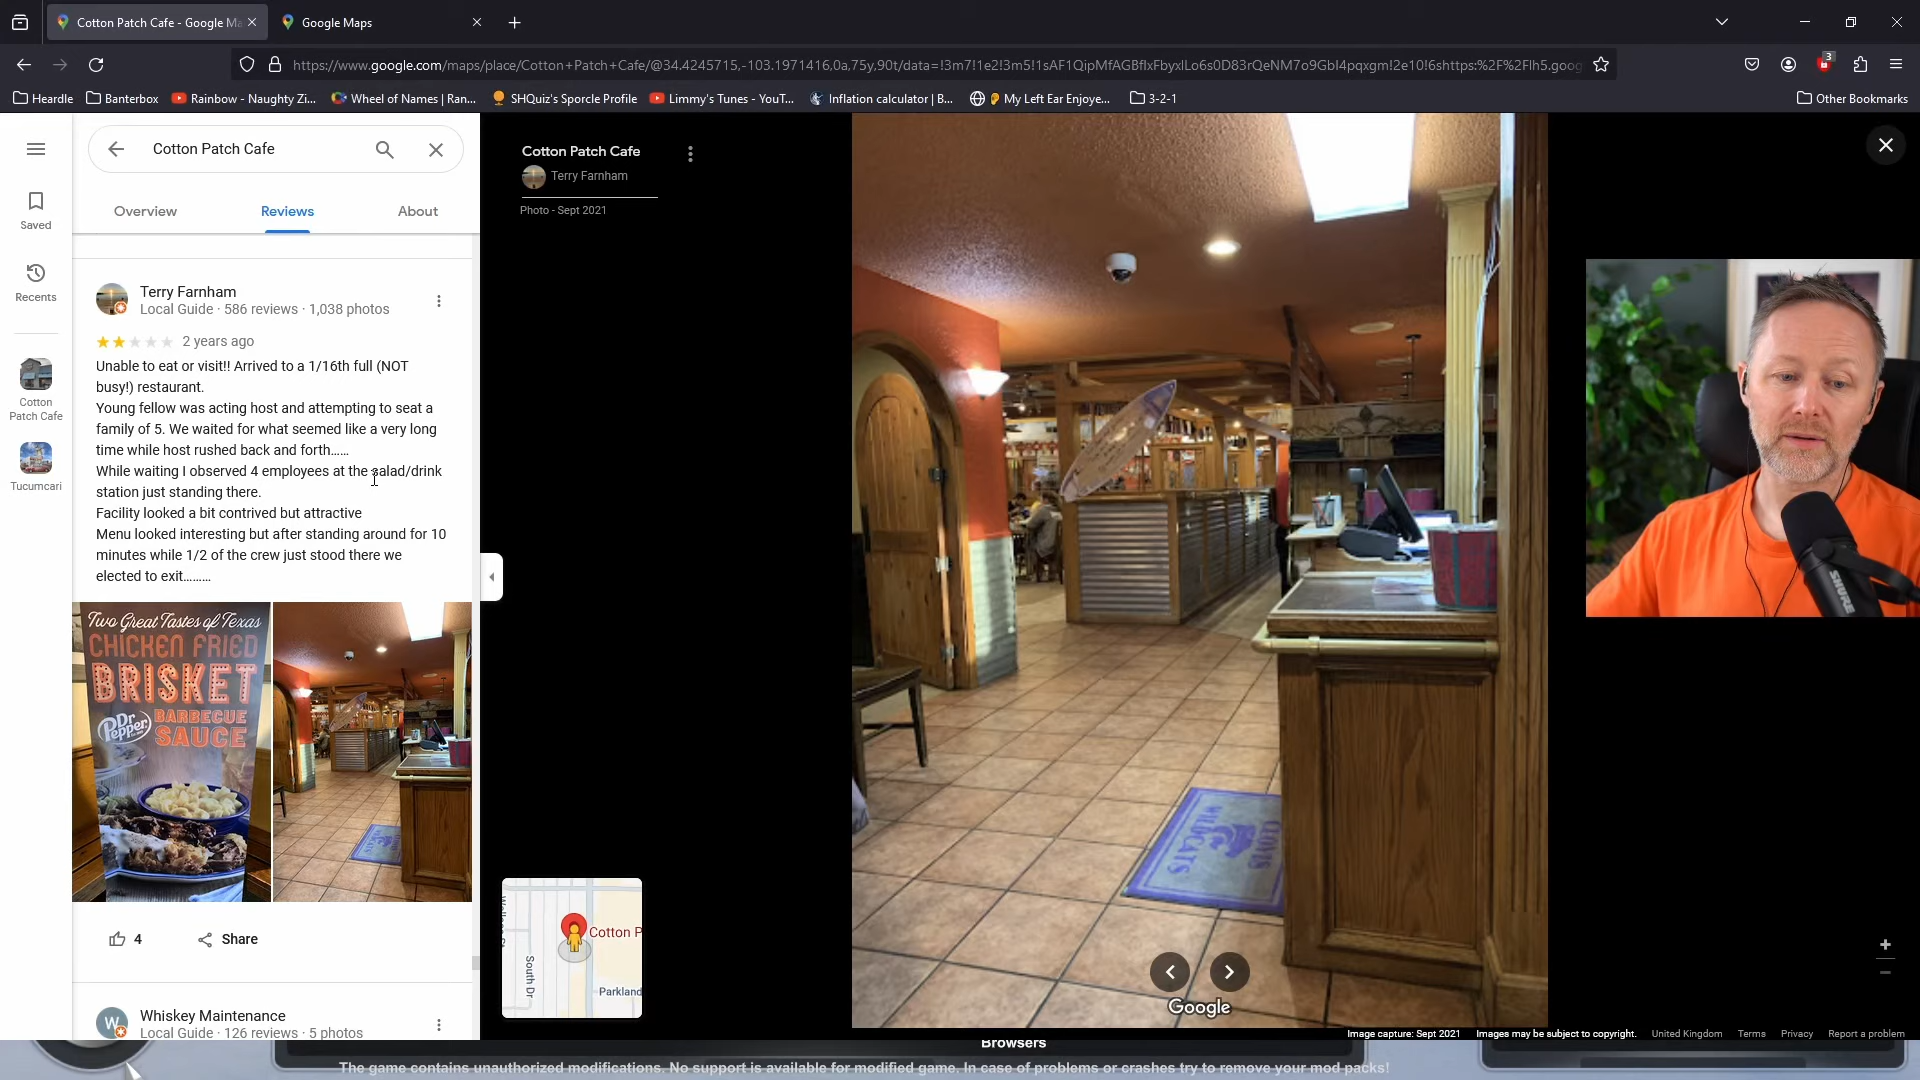 Cotton Patch Cafe - Google Ma
Google Maps
https://www.google.com/maps/place/Cotton+Patch+Cafe/@34.4245715,-103.1971416,0a,75y,90t/data=!3m7!1e2!3m5!1sAF1QipMfAGBflxFbyxlLo6s0D83rQeNM7o9GbI4pqxgm!2e10!6shttps:%2F%2Flh5.goog
3
Heardle
Banterbox
Rainbow - Naughty Zi...
Wheel of Names | Ran...
SHQuiz's Sporcle Profile
Limmy's Tunes - YouT...
Inflation calculator | B...
My Left Ear Enjoye...
3-2-1
Other Bookmarks
Cotton Patch Cafe
Saved
Recents
Cotton
Patch Cafe
Tucumcari
Overview
Reviews
About
Terry Farnham
Local Guide · 586 reviews · 1,038 photos
2 years ago
Unable to eat or visit!! Arrived to a 1/16th full (NOT
busy!) restaurant.
Young fellow was acting host and attempting to seat a
family of 5. We waited for what seemed like a very long
time while host rushed back and forth......
While waiting I observed 4 employees at the salad/drink
station just standing there.
Facility looked a bit contrived but attractive
Menu looked interesting but after standing around for 10
minutes while 1/2 of the crew just stood there we
elected to exit.........
Two Great Tastes of Texas
CHICKEN FRIED
BRISKET
Dr Pepper
BARBECUE
SAUCE
4
Share
W
Whiskey Maintenance
Local Guide · 126 reviews · 5 photos
Cotton Patch Cafe
Terry Farnham
Photo - Sept 2021
CLOVIS
WILDCATS
SHURE
Cotton P
South Dr
Parkland
Google
Image capture: Sept 2021
Images may be subject to copyright.
United Kingdom
Terms
Privacy
Report a problem
Browsers
The game contains unauthorized modifications. No support is available for modified game. In case of problems or crashes try to remove your mod packs!